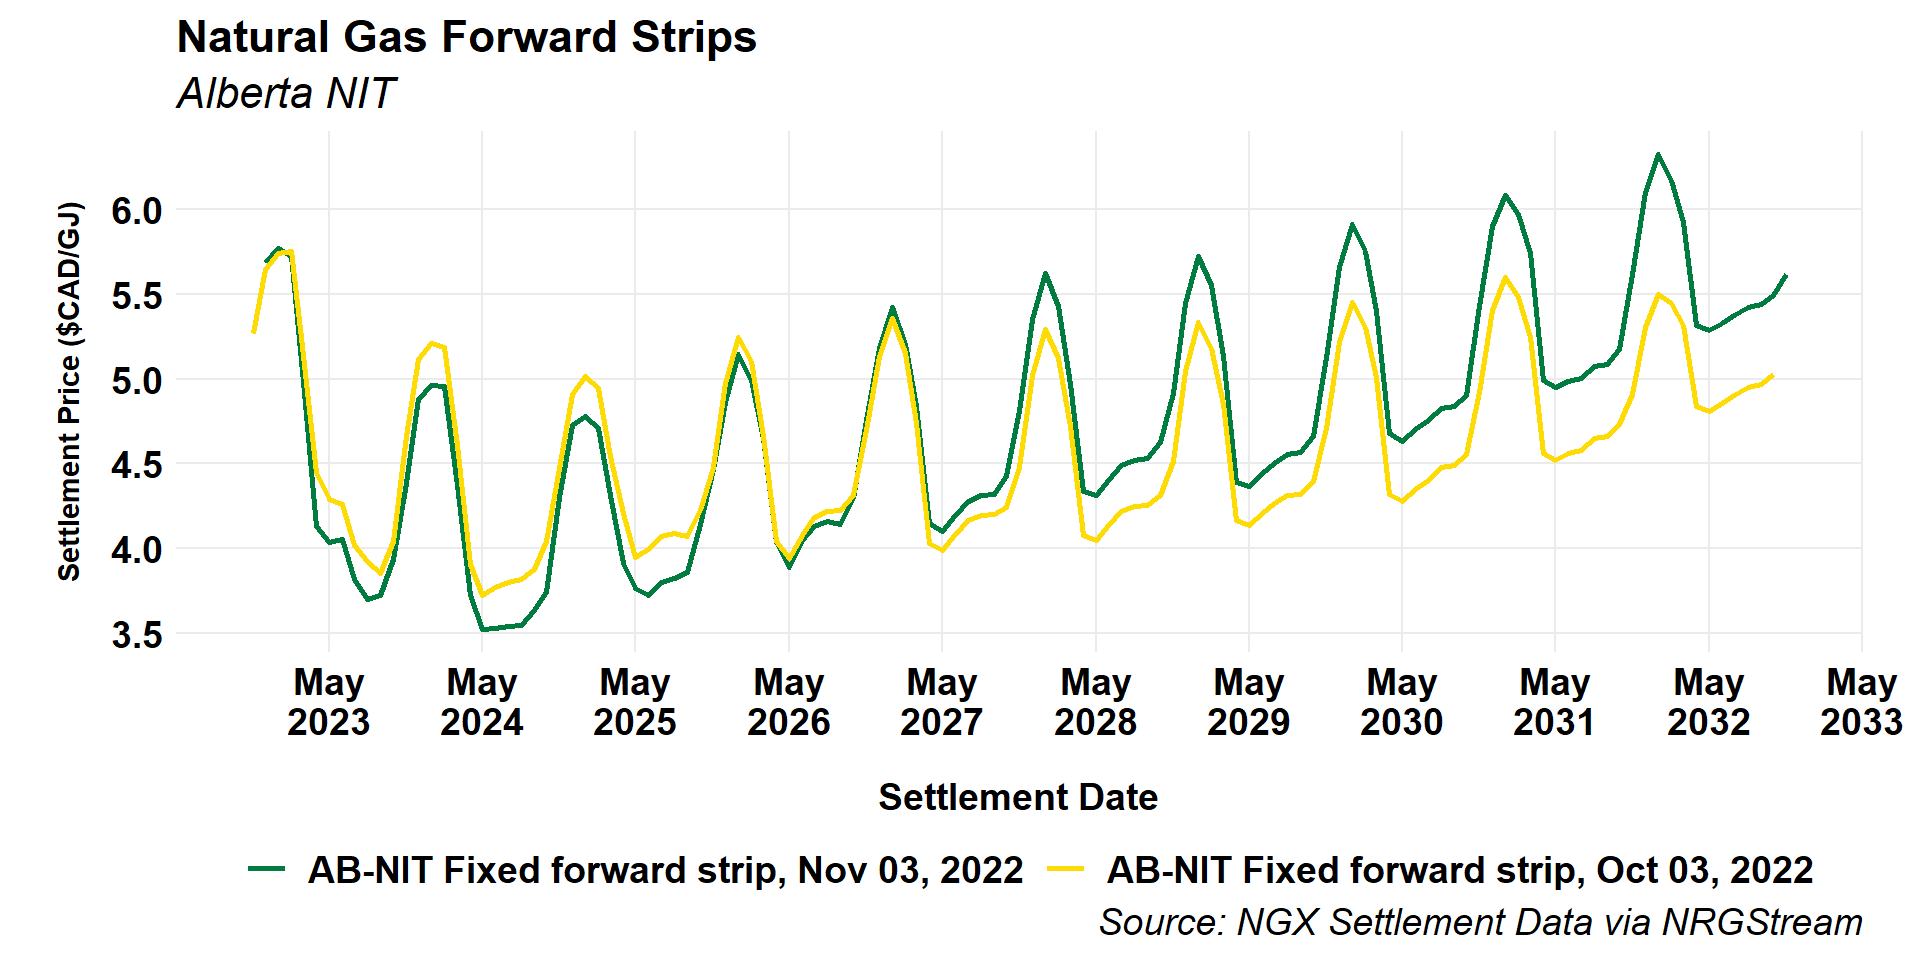 Natural Gas Forward Strips
Alberta NIT
Settlement Price ($CAD/GJ)
6.0
5.5
5.0
4.5
4.0
3.5
May May May May May May May May May May May
2023 2024 2025 2026 2027 2028 2029 2030 2031 2032 2033
Settlement Date
AB-NIT Fixed forward strip, Nov 03, 2022 AB-NIT Fixed forward strip, Oct 03, 2022
Source: NGX Settlement Data via NRGStream